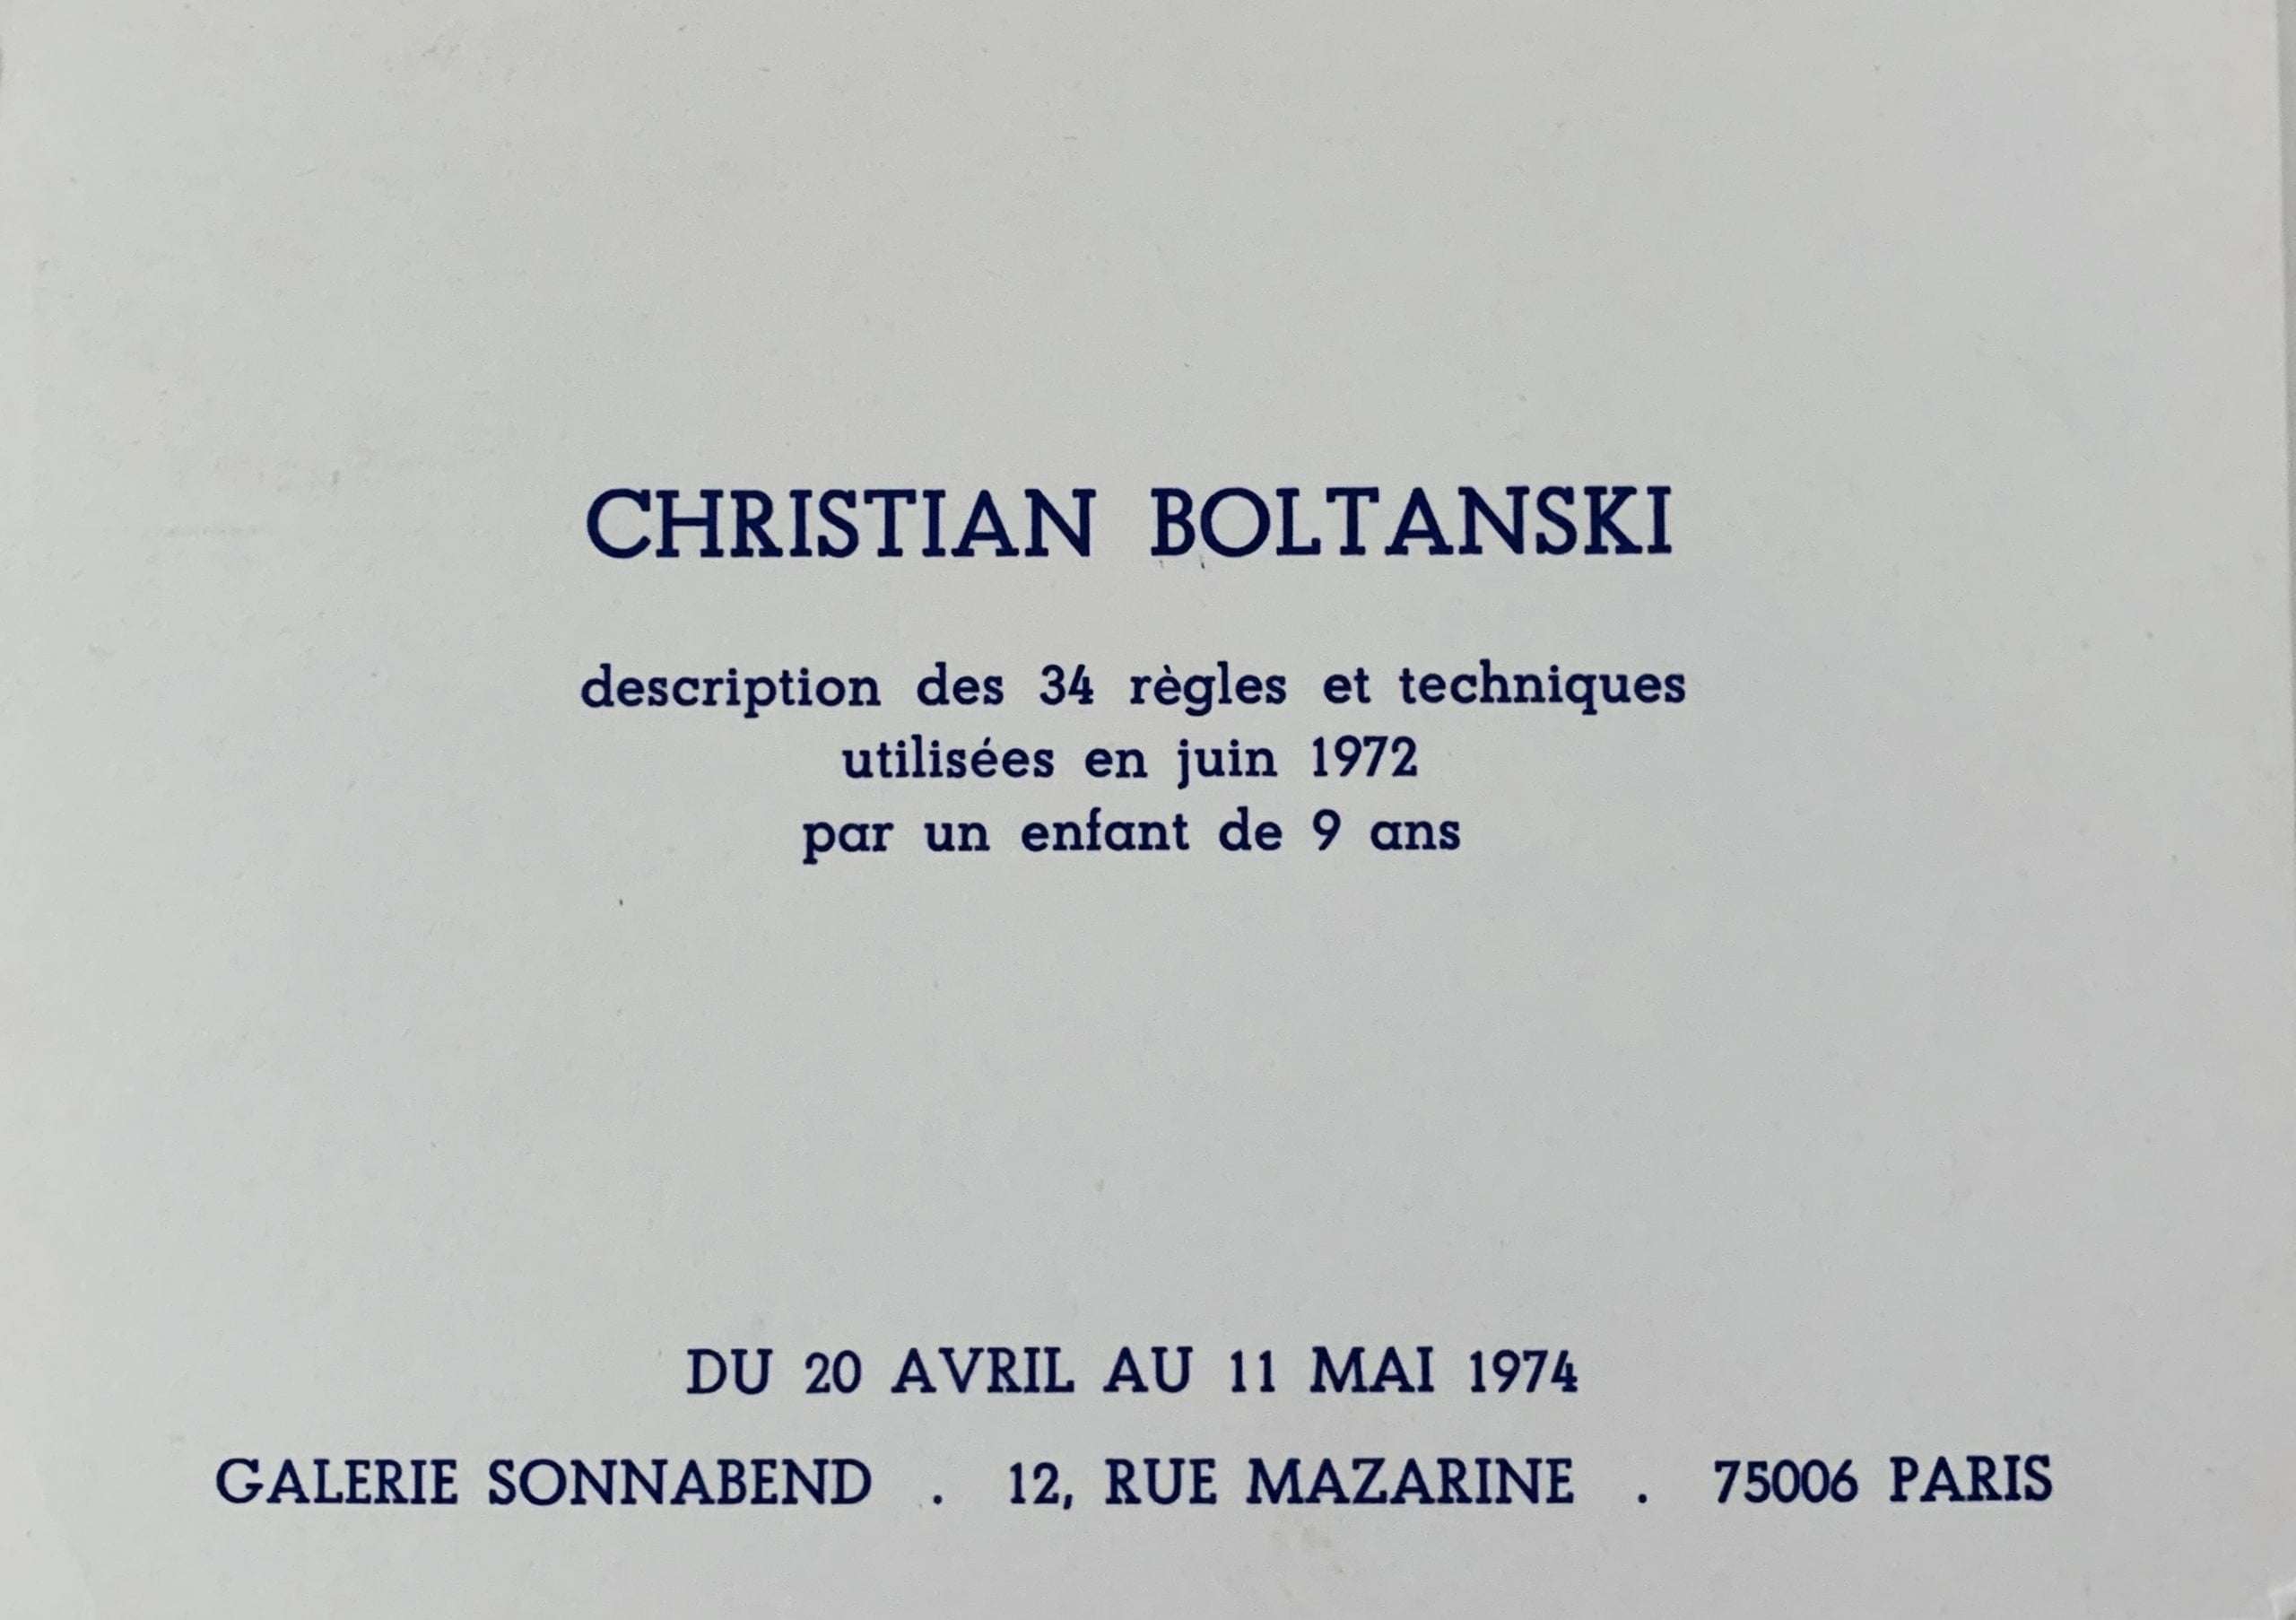 CHRISTIAN BOLTANSKI
description des 34 règles et techniques
utilisées en juin 1972
par un enfant de 9 ans
DU 20 AVRIL AU 11 MAI 1974
GALERIE SONNABEND . 12, RUE MAZARINE . 75006 PARIS